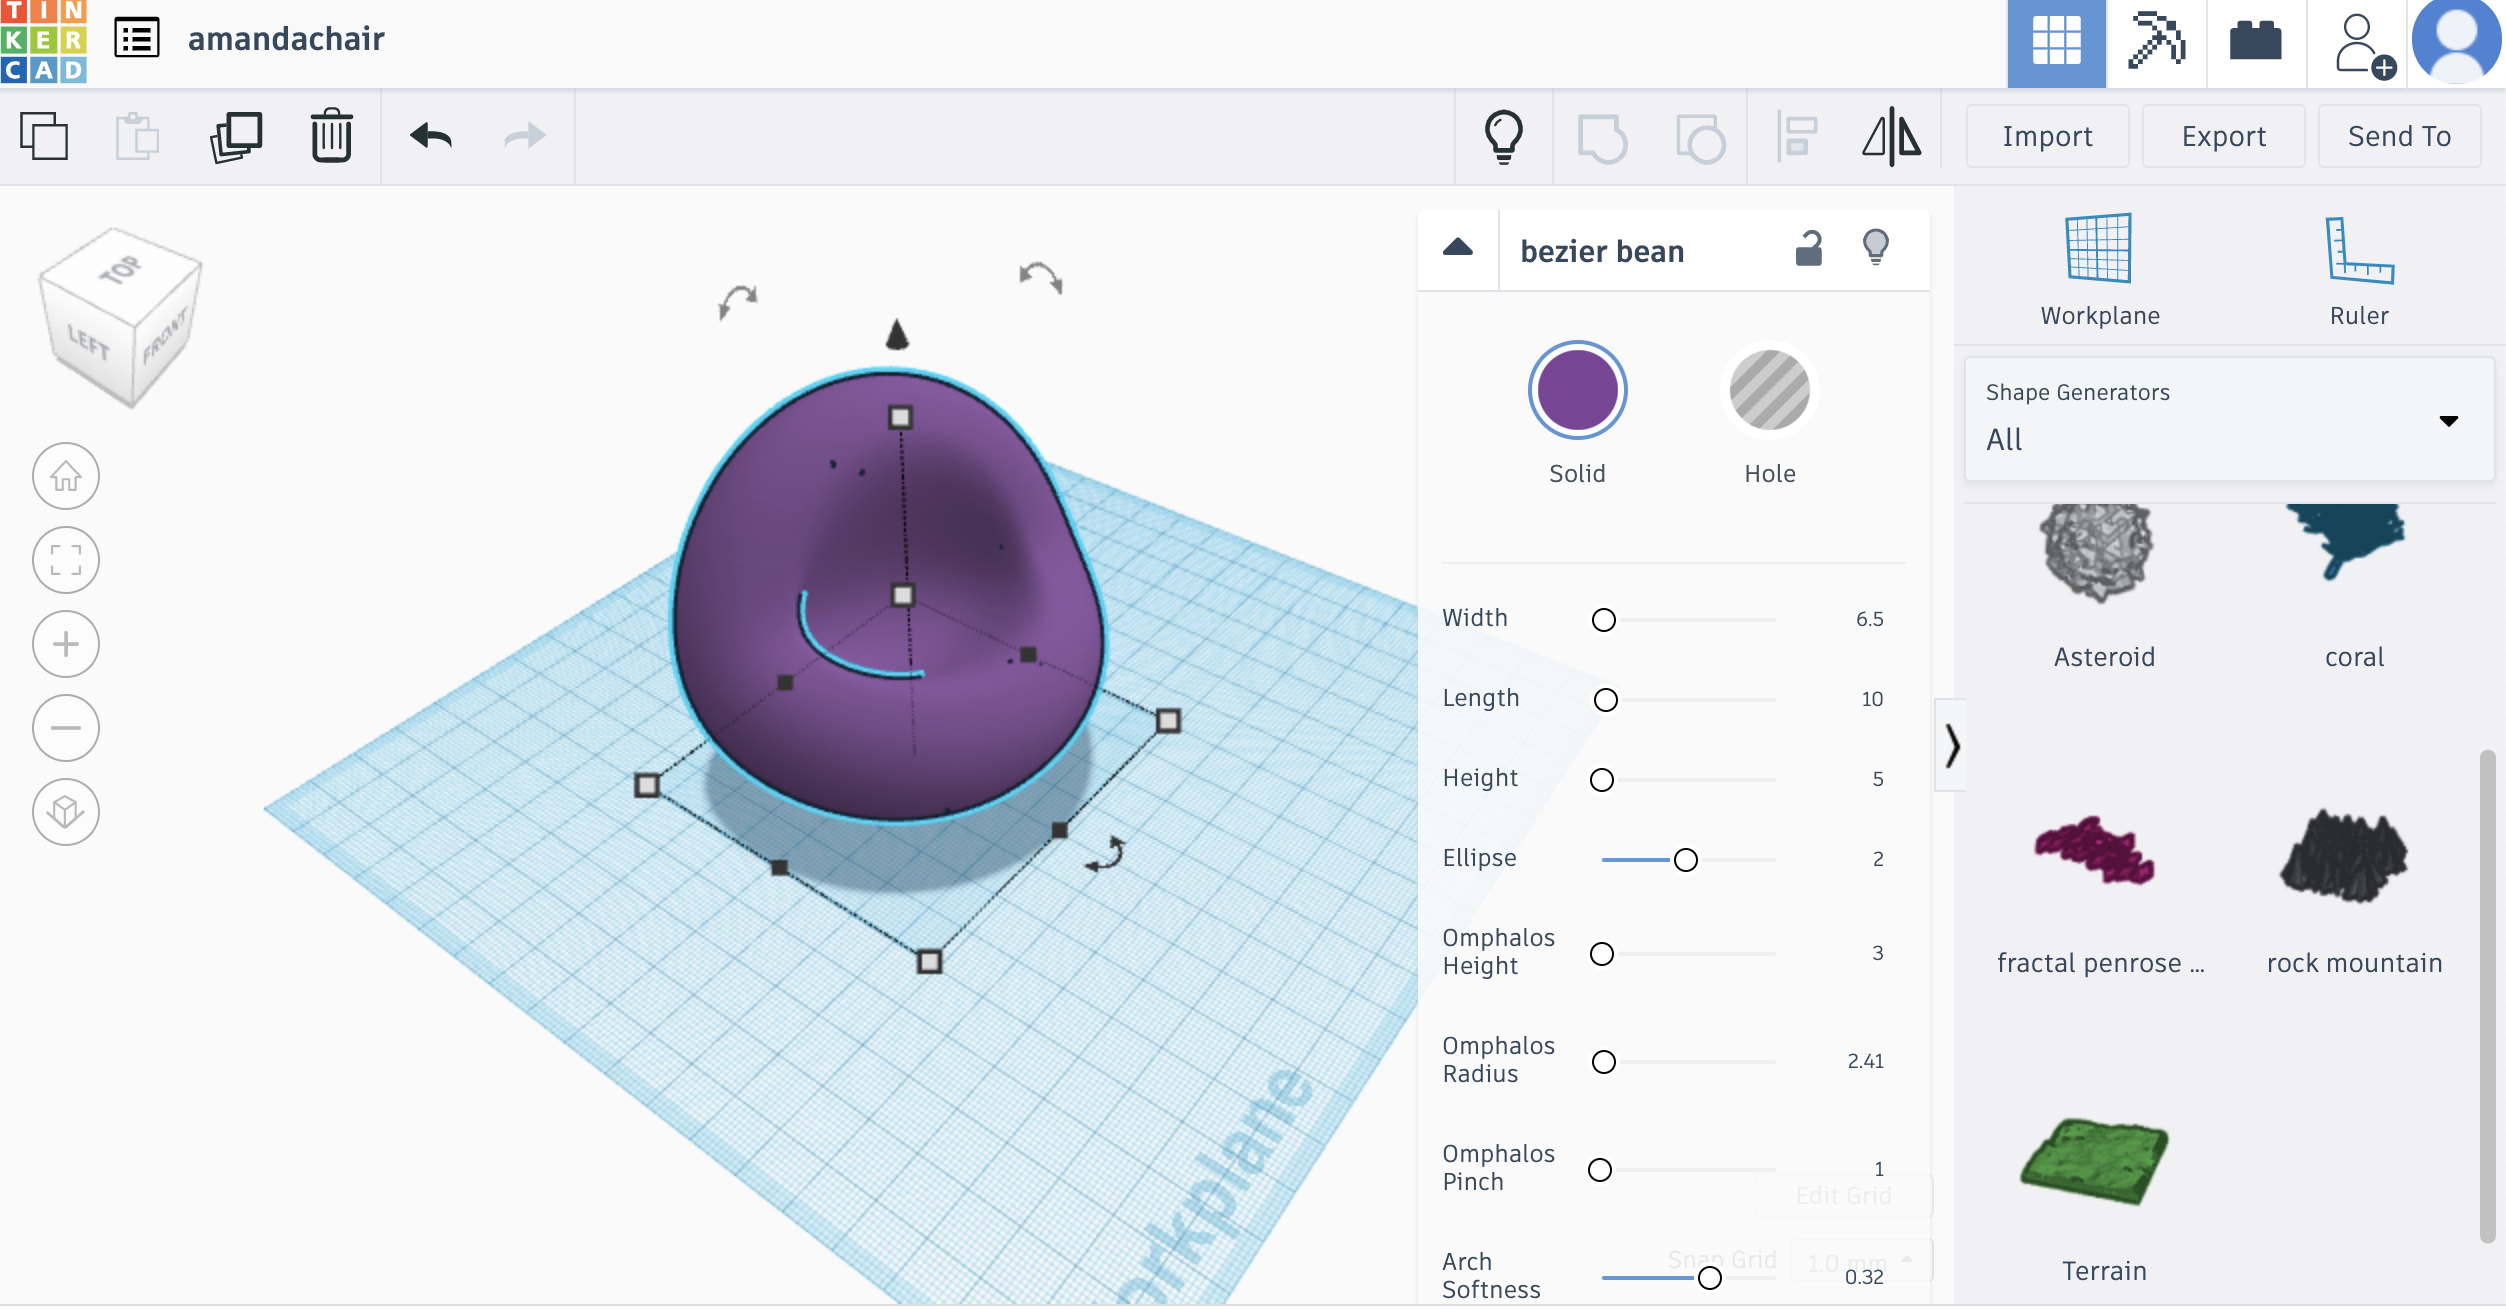 TIN
KER
CAD
amandachair
Import
Export
Send To
TOP
LEFT
FRONT
bezier bean
Solid
Hole
Width
6.5
Length
10
Height
5
Ellipse
2
Omphalos
Height
3
Omphalos
Radius
2.41
Omphalos
Pinch
1
Edit Grid
Snap Grid
1.0 mm
Arch
Softness
0.32
orkplane
Workplane
Ruler
Shape Generators
All
Asteroid
coral
fractal penrose ...
rock mountain
Terrain